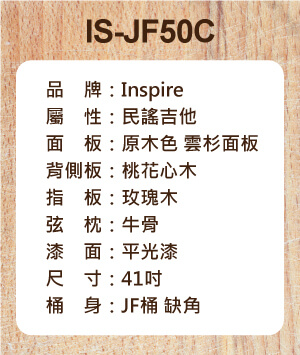 IS-JF50C
品　牌：Inspire
屬　性：民謠吉他
面　板：原木色 雲杉面板
背側板：桃花心木
指　板：玫瑰木
弦　枕：牛骨
漆　面：平光漆
尺　寸：41吋
桶　身：JF桶 缺角